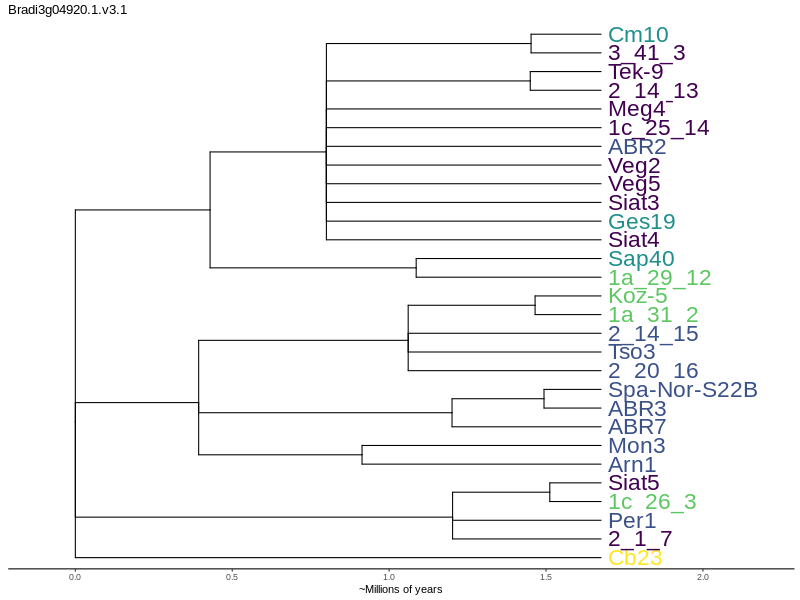 Bradi3g04920.1.v3.1
Cm10
3_41_3
Tek-9
2_14_13
Meg4
1c_25_14
ABR2
Veg2
Veg5
Siat3
Ges19
Siat4
Sap40
1a_29_12
Koz-5
1a_31_2
2_14_15
Tso3
2_20_16
Spa-Nor-S22B
ABR3
ABR7
Mon3
Arn1
Siat5
1c_26_3
Per1
2_1_7
Cb23
0.0 0.5 1.0 1.5 2.0
~Millions of years